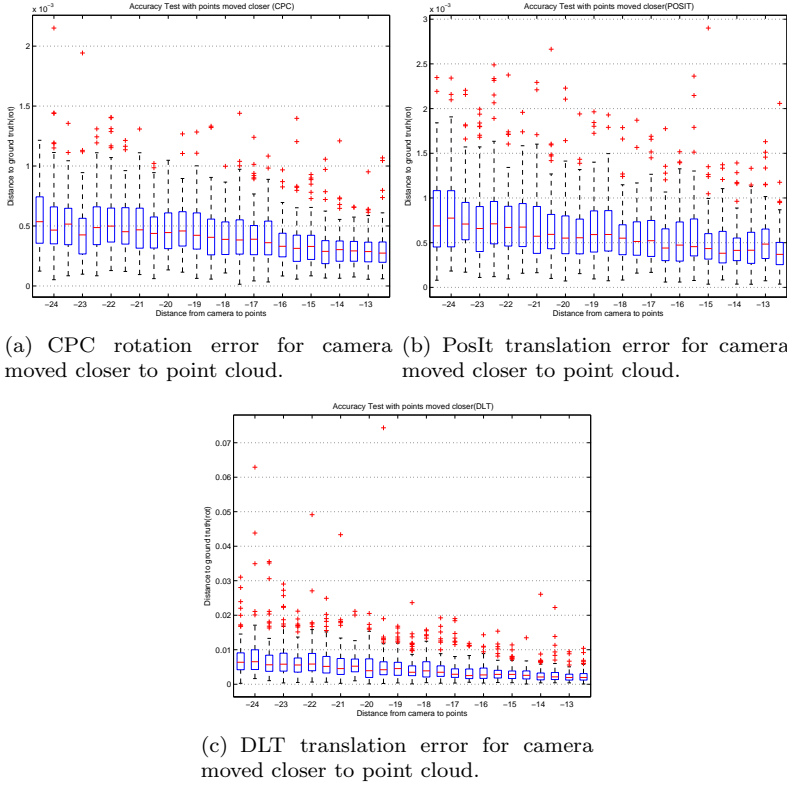 Accuracy Test with points moved closer (CPC)
x 10⁻³
2
1.5
1
0.5
0
Distance to ground truth(rot)
−24 −23 −22 −21 −20 −19 −18 −17 −16 −15 −14 −13
Distance from camera to points
(a) CPC rotation error for camera
moved closer to point cloud.
Accuracy Test with points moved closer(POSIT)
x 10⁻³
3
2.5
2
1.5
1
0.5
0
Distance to ground truth(rot)
−24 −23 −22 −21 −20 −19 −18 −17 −16 −15 −14 −13
Distance from camera to points
(b) PosIt translation error for camera
moved closer to point cloud.
Accuracy Test with points moved closer(DLT)
0.07
0.06
0.05
0.04
0.03
0.02
0.01
0
Distance to ground truth(rot)
−24 −23 −22 −21 −20 −19 −18 −17 −16 −15 −14 −13
Distance from camera to points
(c) DLT translation error for camera
moved closer to point cloud.